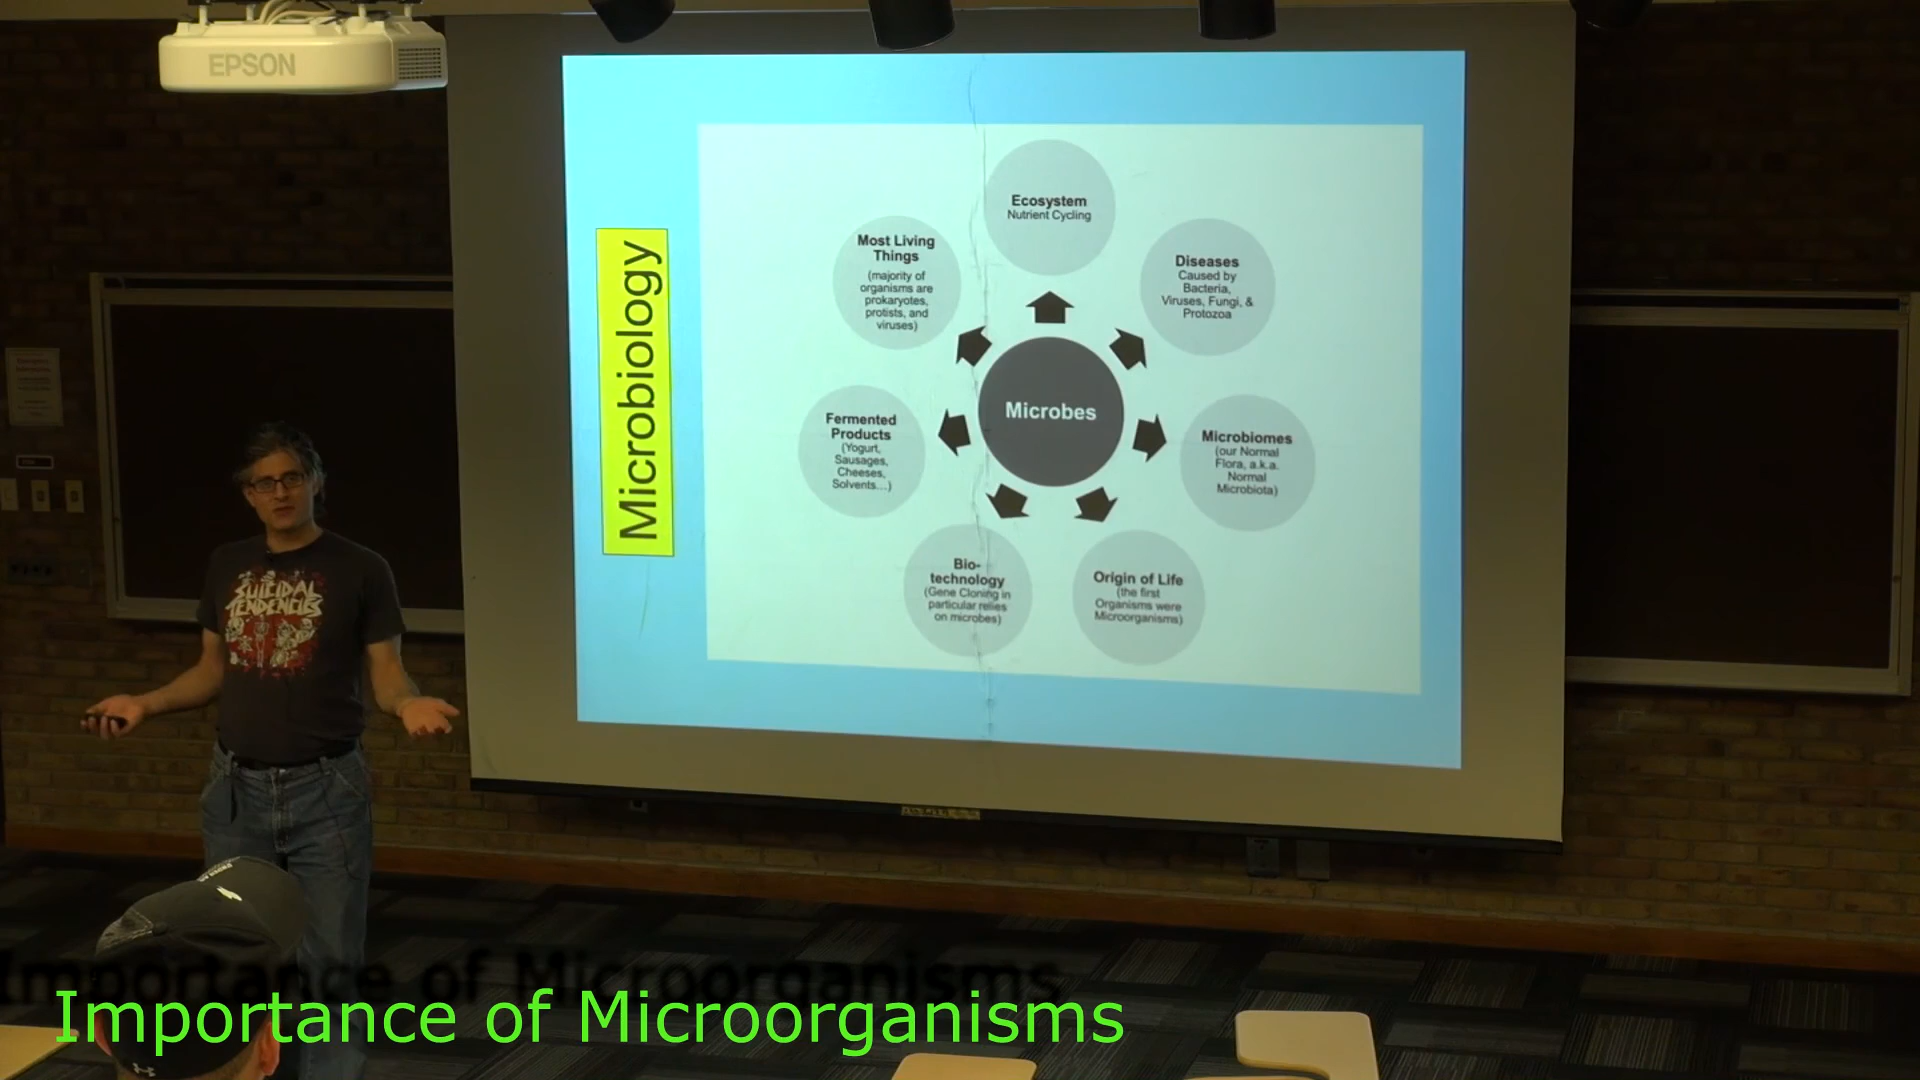 EPSON
Microbiology
Ecosystem
Nutrient Cycling
Most Living
Things
(majority of
organisms are
prokaryotes,
protists, and
viruses)
Diseases
Caused by
Bacteria,
Viruses, Fungi, &
Protozoa
Microbes
Fermented
Products
(Yogurt,
Sausages,
Cheeses,
Solvents...)
Microbiomes
(our Normal
Flora, a.k.a.
Normal
Microbiota)
Bio-
technology
(Gene Cloning in
particular relies
on microbes)
Origin of Life
(the first
Organisms were
Microorganisms)
SUICIDAL
TENDENCIES
Importance of Microorganisms